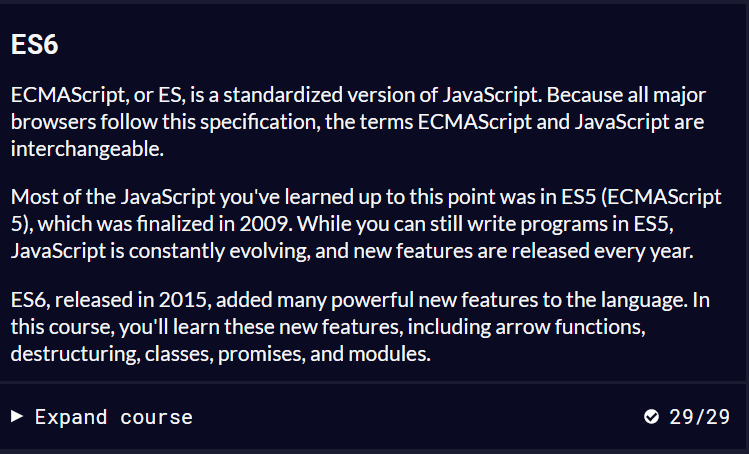 ES6
ECMAScript, or ES, is a standardized version of JavaScript. Because all major
browsers follow this specification, the terms ECMAScript and JavaScript are
interchangeable.
Most of the JavaScript you've learned up to this point was in ES5 (ECMAScript
5), which was finalized in 2009. While you can still write programs in ES5,
JavaScript is constantly evolving, and new features are released every year.
ES6, released in 2015, added many powerful new features to the language. In
this course, you'll learn these new features, including arrow functions,
destructuring, classes, promises, and modules.
Expand course 29/29